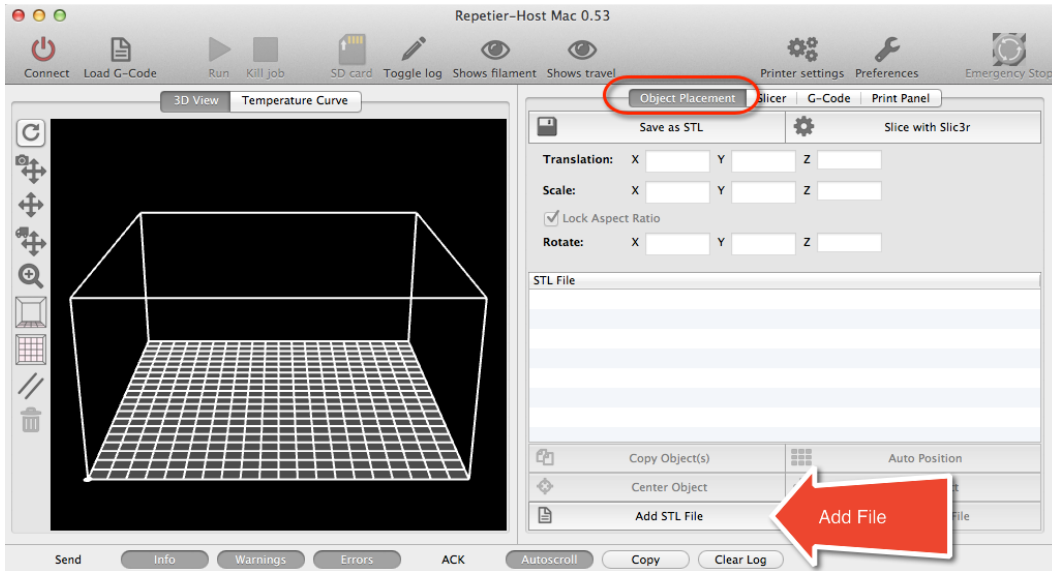 Repetier-Host Mac 0.53
Connect Load G-Code Run Kill job SD card Toggle log Shows filament Shows travel Printer settings Preferences Emergency Stop
3D View Temperature Curve
Object Placement Slicer G-Code Print Panel
Save as STL Slice with Slic3r
Translation: X Y Z
Scale: X Y Z
Lock Aspect Ratio
Rotate: X Y Z
STL File
Copy Object(s) Auto Position
Center Object
Add STL File Add File File
Send Info Warnings Errors ACK Autoscroll Copy Clear Log